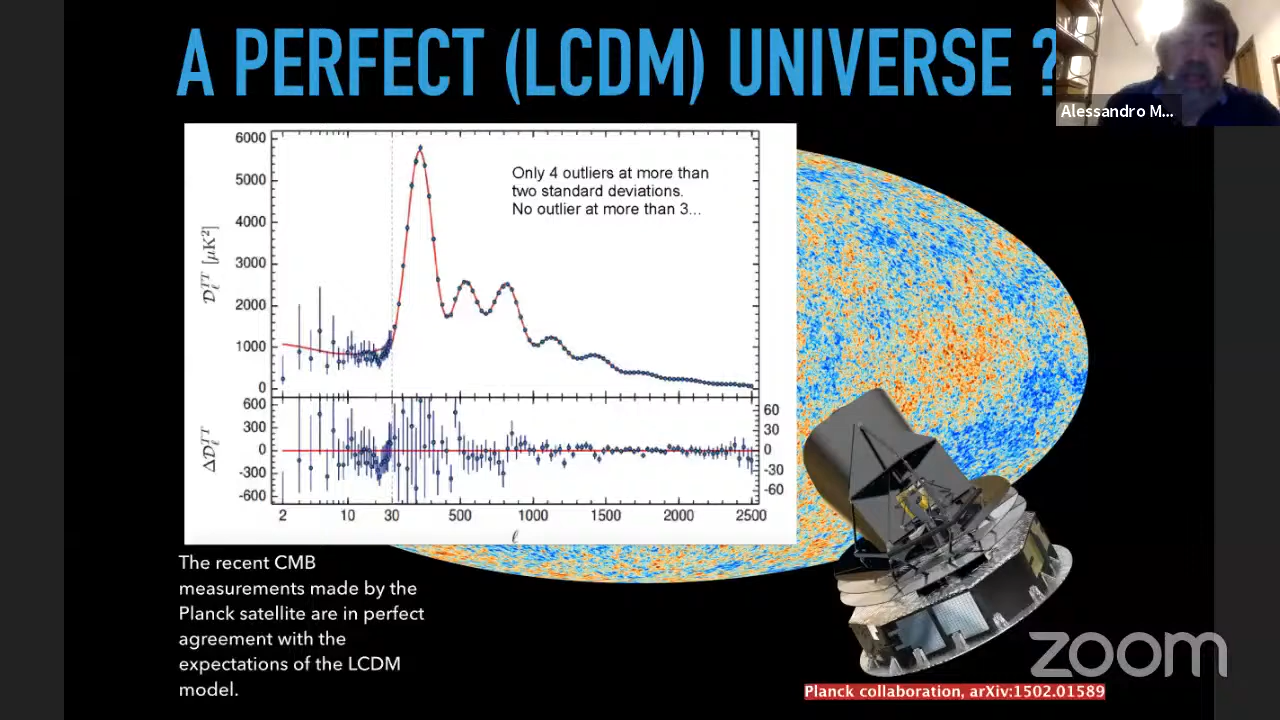 A PERFECT (LCDM) UNIVERSE ?
Alessandro M...
Only 4 outliers at more than
two standard deviations.
No outlier at more than 3...
6000
5000
4000
3000
2000
1000
0
𝒟ℓᵀᵀ [μK²]
600
300
0
-300
-600
Δ𝒟ℓᵀᵀ
60
30
0
-30
-60
2 10 30 500 1000 1500 2000 2500
ℓ
The recent CMB
measurements made by the
Planck satellite are in perfect
agreement with the
expectations of the LCDM
model.
zoom
Planck collaboration, arXiv:1502.01589